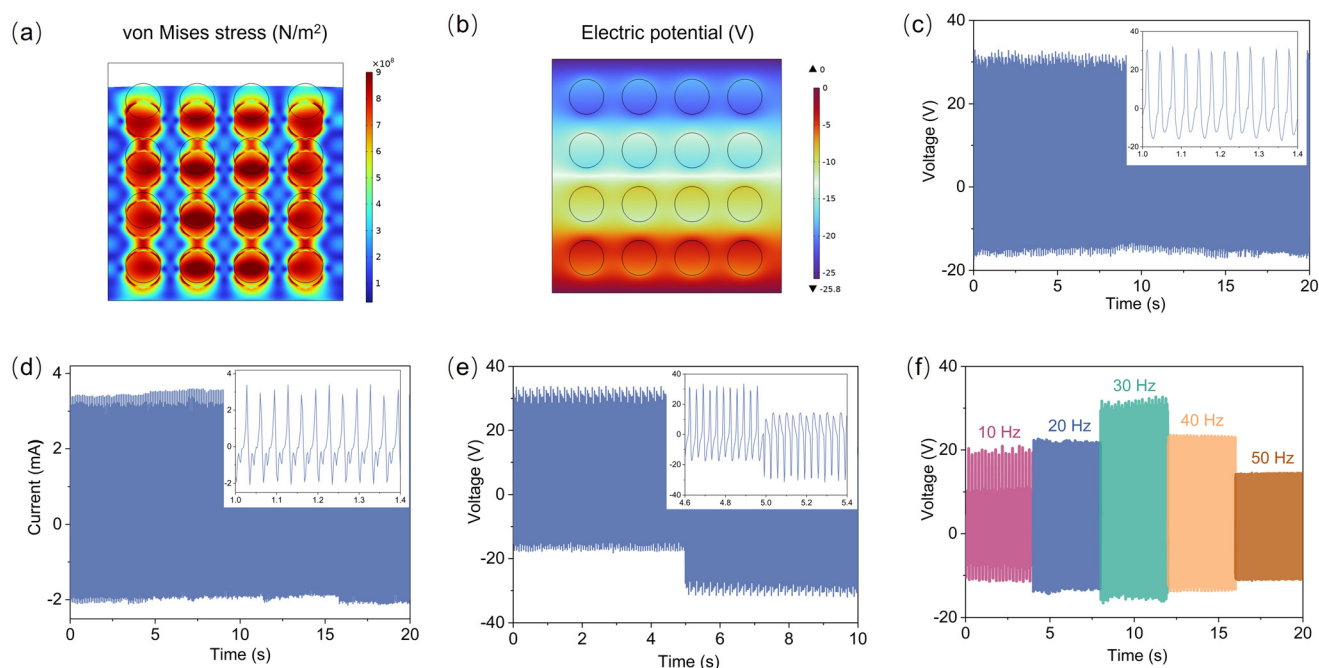 (a)
von Mises stress (N/m²)
×10⁸
9
8
7
6
5
4
3
2
1
(b)
Electric potential (V)
▲ 0
0
-5
-10
-15
-20
-25
▼ -25.8
(c)
Voltage (V)
40
30
20
10
0
-10
-20
0 5 10 15 20
Time (s)
40
20
0
-20
1.0 1.1 1.2 1.3 1.4
(d)
Current (mA)
4
2
0
-2
0 5 10 15 20
Time (s)
4
3
2
1
0
-1
-2
1.0 1.1 1.2 1.3 1.4
(e)
Voltage (V)
40
20
0
-20
-40
0 2 4 6 8 10
Time (s)
40
20
0
-20
-40
4.6 4.8 5.0 5.2 5.4
(f)
Voltage (V)
40
20
0
-20
0 5 10 15 20
Time (s)
10 Hz
20 Hz
30 Hz
40 Hz
50 Hz